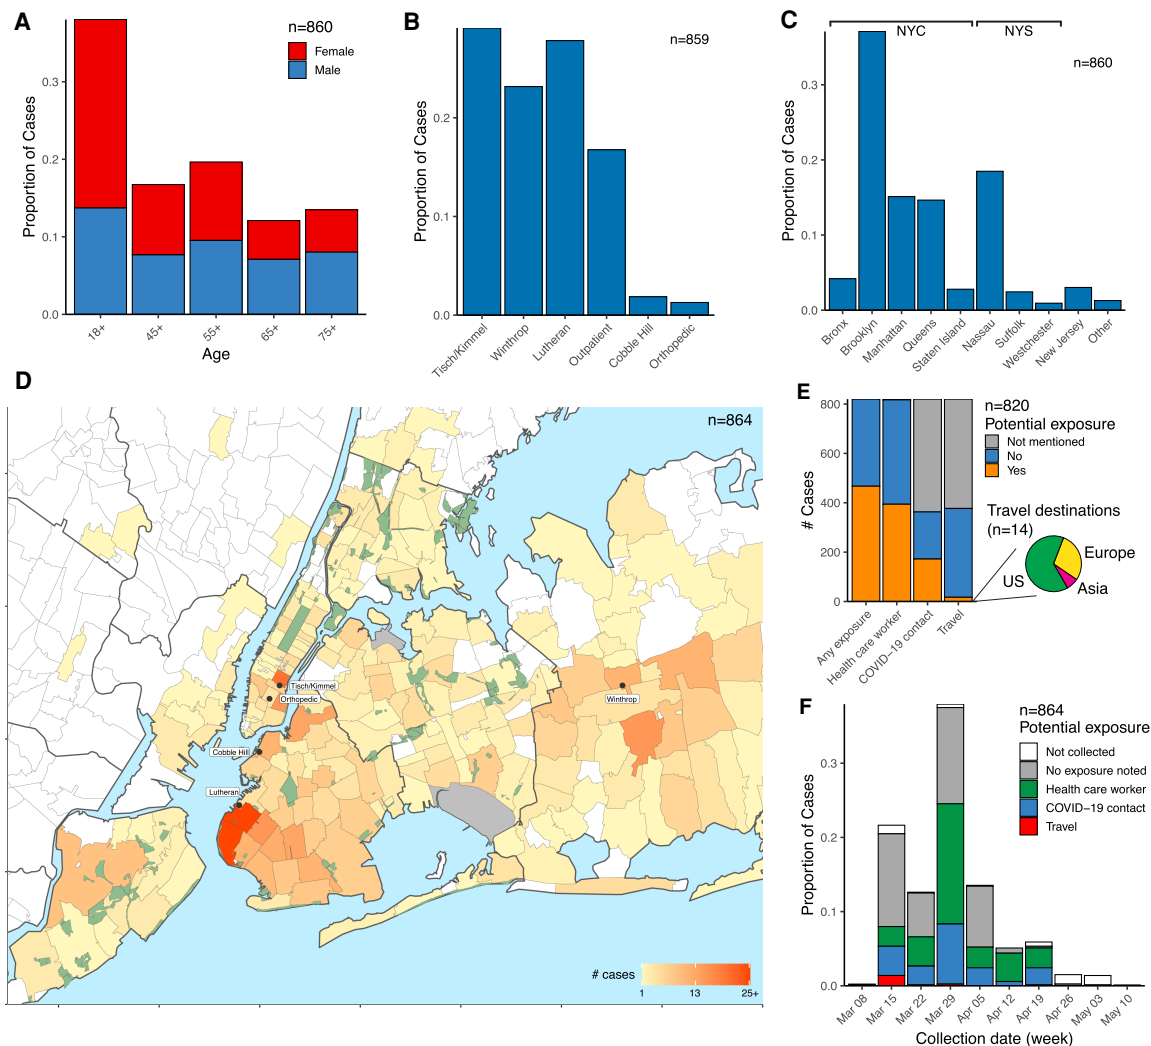 A
n=860
Female
Male
Proportion of Cases
0.3
0.2
0.1
0.0
18+
45+
55+
65+
75+
Age
B
n=859
Proportion of Cases
0.2
0.1
0.0
Tisch/Kimmel
Winthrop
Lutheran
Outpatient
Cobble Hill
Orthopedic
C
NYC
NYS
n=860
Proportion of Cases
0.3
0.2
0.1
0.0
Bronx
Brooklyn
Manhattan
Queens
Staten Island
Nassau
Suffolk
Westchester
New Jersey
Other
D
n=864
Tisch/Kimmel
Orthopedic
Winthrop
Cobble Hill
Lutheran
# cases
1
13
25+
E
n=820
Potential exposure
Not mentioned
No
Yes
# Cases
800
600
400
200
0
Any exposure
Health care worker
COVID−19 contact
Travel
Travel destinations
(n=14)
Europe
US
Asia
F
n=864
Potential exposure
Not collected
No exposure noted
Health care worker
COVID−19 contact
Travel
Proportion of Cases
0.3
0.2
0.1
0.0
Mar 08
Mar 15
Mar 22
Mar 29
Apr 05
Apr 12
Apr 19
Apr 26
May 03
May 10
Collection date (week)